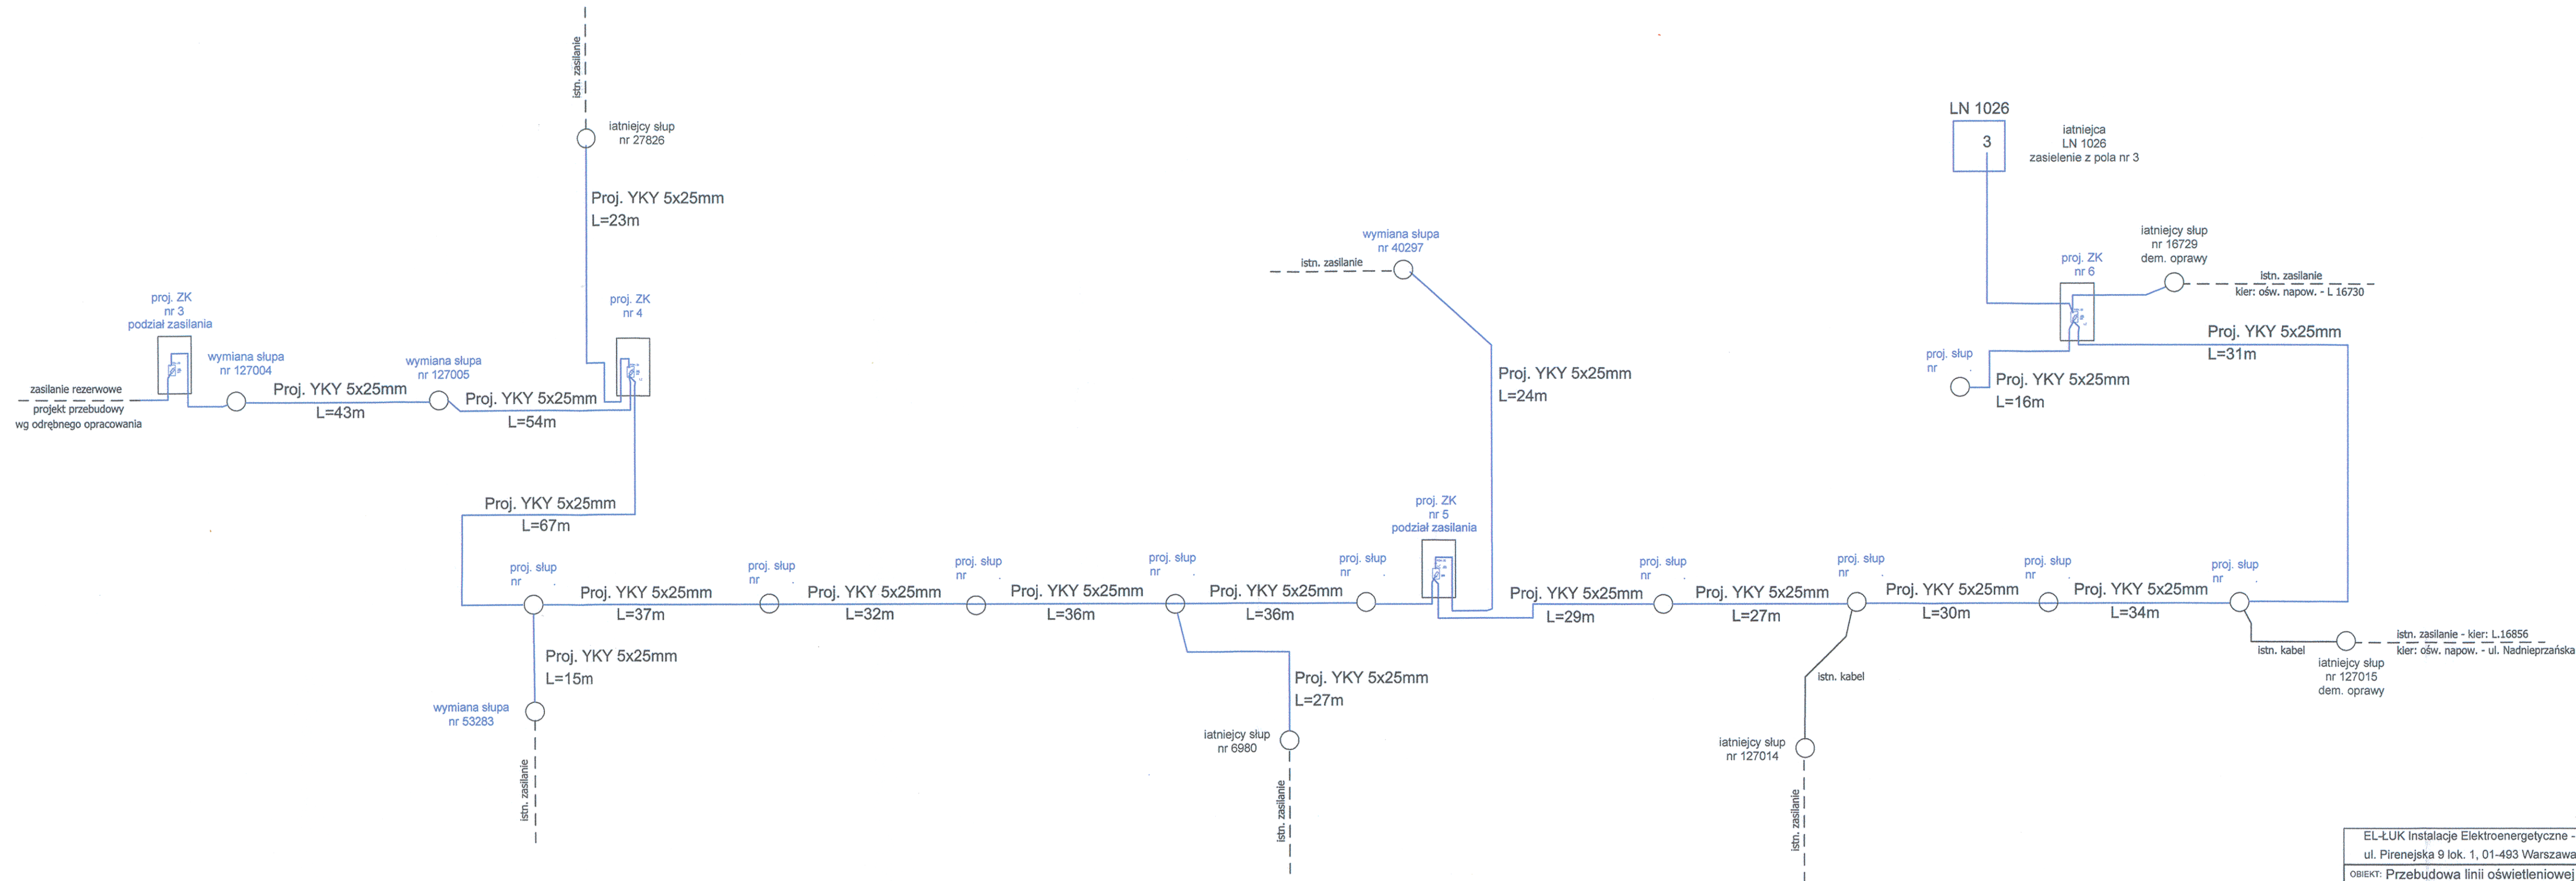 istn. zasilanie
iatniejcy słup
nr 27826
Proj. YKY 5x25mm
L=23m
proj. ZK
nr 3
podział zasilania
wymiana słupa
nr 127004
wymiana słupa
nr 127005
proj. ZK
nr 4
zasilanie rezerwowe
projekt przebudowy
wg odrębnego opracowania
Proj. YKY 5x25mm
L=43m
Proj. YKY 5x25mm
L=54m
Proj. YKY 5x25mm
L=67m
proj. słup
nr
Proj. YKY 5x25mm
L=37m
proj. słup
nr
Proj. YKY 5x25mm
L=32m
proj. słup
nr
Proj. YKY 5x25mm
L=36m
proj. słup
nr
Proj. YKY 5x25mm
L=36m
proj. słup
nr
Proj. YKY 5x25mm
L=15m
wymiana słupa
nr 53283
istn. zasilanie
Proj. YKY 5x25mm
L=27m
iatniejcy słup
nr 6980
istn. zasilanie
wymiana słupa
nr 40297
istn. zasilanie
Proj. YKY 5x25mm
L=24m
proj. ZK
nr 5
podział zasilania
Proj. YKY 5x25mm
L=29m
proj. słup
nr
Proj. YKY 5x25mm
L=27m
proj. słup
nr
Proj. YKY 5x25mm
L=30m
proj. słup
nr
Proj. YKY 5x25mm
L=34m
proj. słup
nr
istn. kabel
iatniejcy słup
nr 127014
istn. zasilanie
LN 1026
3
iatniejca
LN 1026
zasielenie z pola nr 3
proj. ZK
nr 6
iatniejcy słup
nr 16729
dem. oprawy
istn. zasilanie
kier: ośw. napow. - L 16730
proj. słup
nr
Proj. YKY 5x25mm
L=16m
Proj. YKY 5x25mm
L=31m
istn. kabel
istn. zasilanie - kier: L.16856
kier: ośw. napow. - ul. Nadnieprzańska
iatniejcy słup
nr 127015
dem. oprawy
EL-ŁUK Instalacje Elektroenergetyczne -
ul. Pirenejska 9 lok. 1, 01-493 Warszawa
OBIEKT: Przebudowa linii oświetleniowej